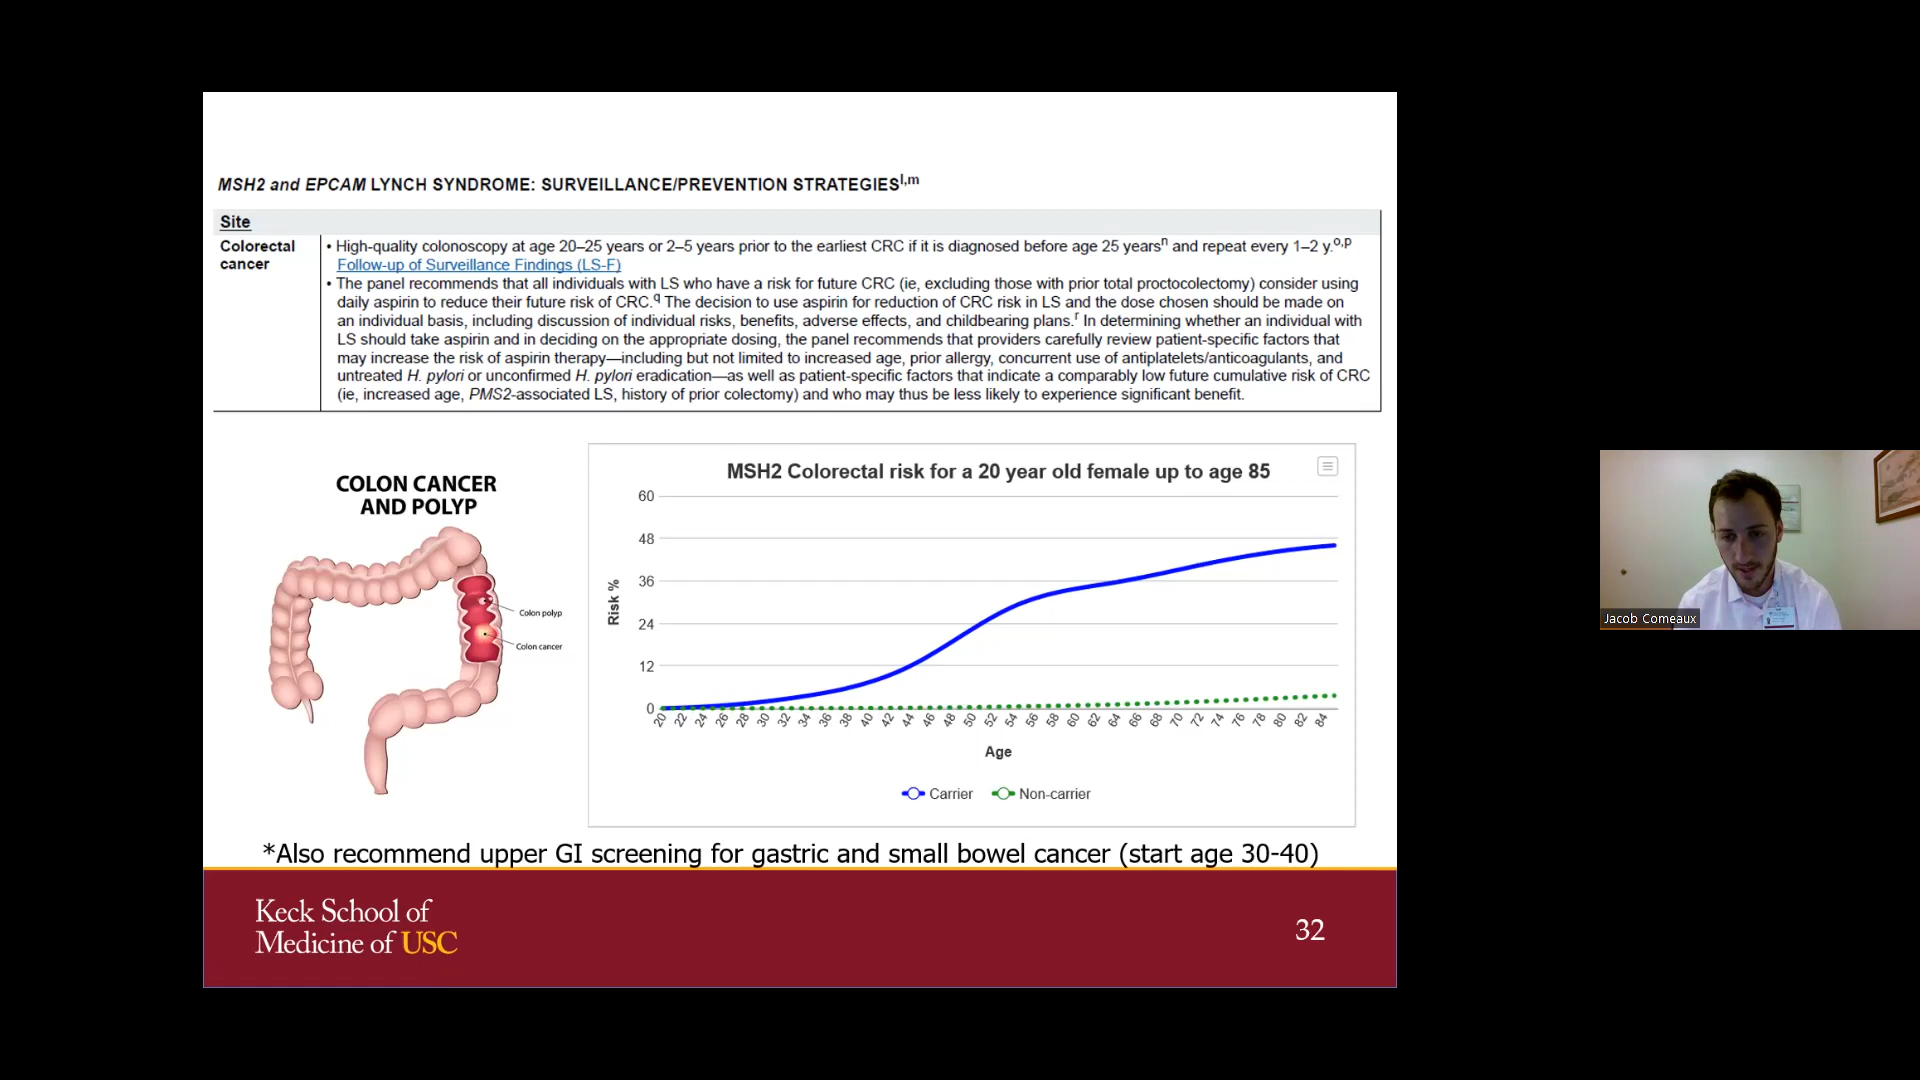 MSH2 and EPCAM LYNCH SYNDROME: SURVEILLANCE/PREVENTION STRATEGIESl,m
Site
Colorectal
cancer
• High-quality colonoscopy at age 20–25 years or 2–5 years prior to the earliest CRC if it is diagnosed before age 25 yearsn and repeat every 1–2 y.o,p
Follow-up of Surveillance Findings (LS-F)
• The panel recommends that all individuals with LS who have a risk for future CRC (ie, excluding those with prior total proctocolectomy) consider using
daily aspirin to reduce their future risk of CRC.q The decision to use aspirin for reduction of CRC risk in LS and the dose chosen should be made on
an individual basis, including discussion of individual risks, benefits, adverse effects, and childbearing plans.r In determining whether an individual with
LS should take aspirin and in deciding on the appropriate dosing, the panel recommends that providers carefully review patient-specific factors that
may increase the risk of aspirin therapy—including but not limited to increased age, prior allergy, concurrent use of antiplatelets/anticoagulants, and
untreated H. pylori or unconfirmed H. pylori eradication—as well as patient-specific factors that indicate a comparably low future cumulative risk of CRC
(ie, increased age, PMS2-associated LS, history of prior colectomy) and who may thus be less likely to experience significant benefit.
COLON CANCER
AND POLYP
Colon polyp
Colon cancer
MSH2 Colorectal risk for a 20 year old female up to age 85
Risk %
60
48
36
24
12
0
20 22 24 26 28 30 32 34 36 38 40 42 44 46 48 50 52 54 56 58 60 62 64 66 68 70 72 74 76 78 80 82 84
Age
Carrier Non-carrier
*Also recommend upper GI screening for gastric and small bowel cancer (start age 30-40)
Keck School of
Medicine of USC
32
Jacob Comeaux